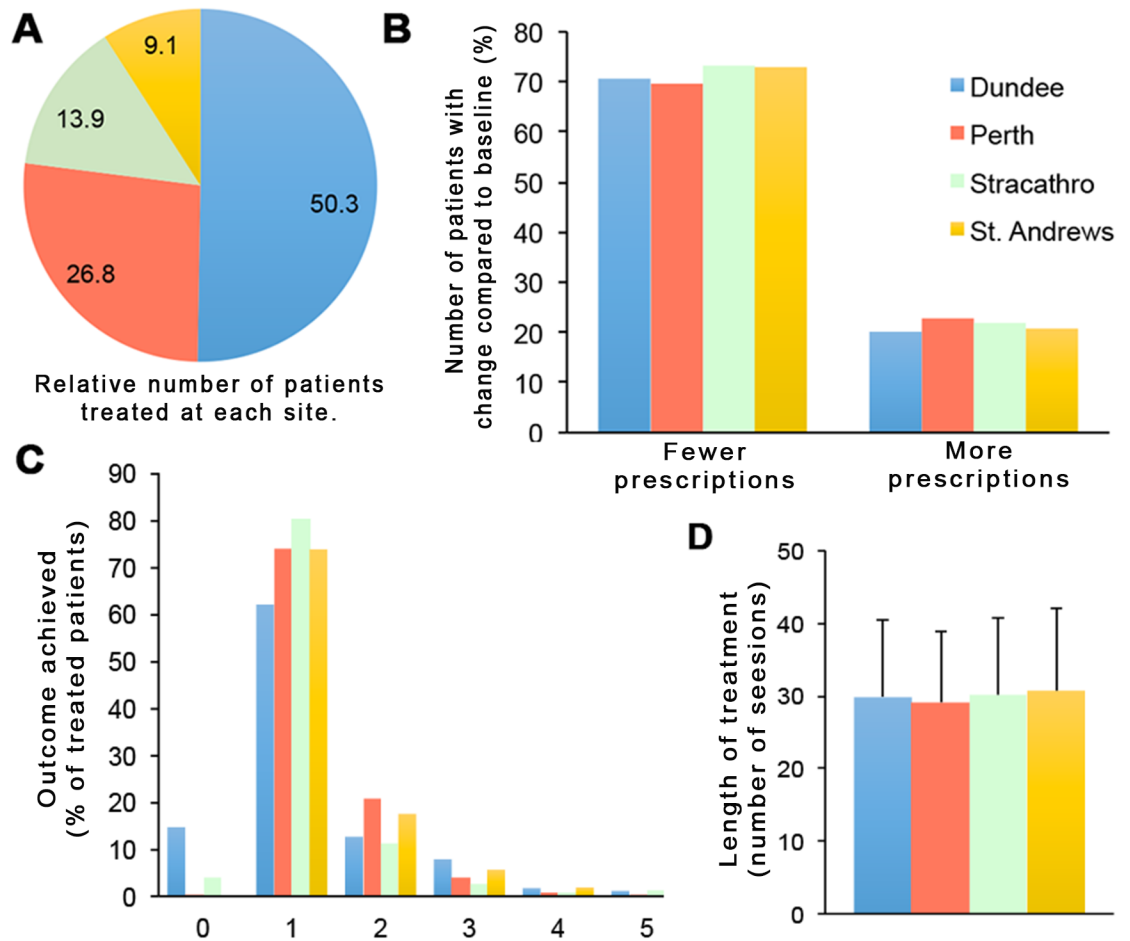 A
9.1
13.9
50.3
26.8
Relative number of patients
treated at each site.
B
Number of patients with
change compared to baseline (%)
80
70
60
50
40
30
20
10
0
Fewer
prescriptions
More
prescriptions
Dundee
Perth
Stracathro
St. Andrews
C
Outcome achieved
(% of treated patients)
90
80
70
60
50
40
30
20
10
0
0 1 2 3 4 5
D
Length of treatment
(number of seesions)
50
40
30
20
10
0